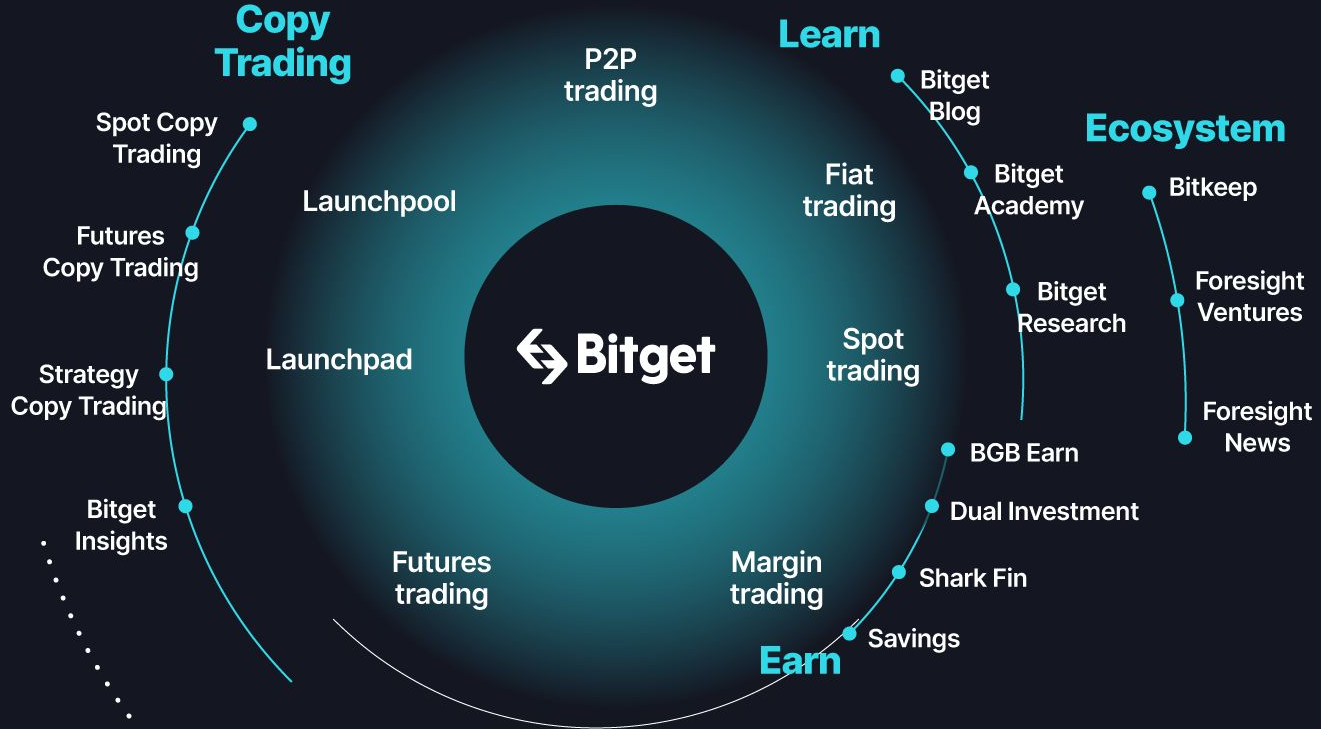 Copy
Trading
Spot Copy
Trading
Futures
Copy Trading
Strategy
Copy Trading
Bitget
Insights
P2P
trading
Launchpool
Fiat
trading
Launchpad
Bitget
Spot
trading
Futures
trading
Margin
trading
Learn
Bitget
Blog
Bitget
Academy
Bitget
Research
Ecosystem
Bitkeep
Foresight
Ventures
Foresight
News
BGB Earn
Dual Investment
Shark Fin
Savings
Earn